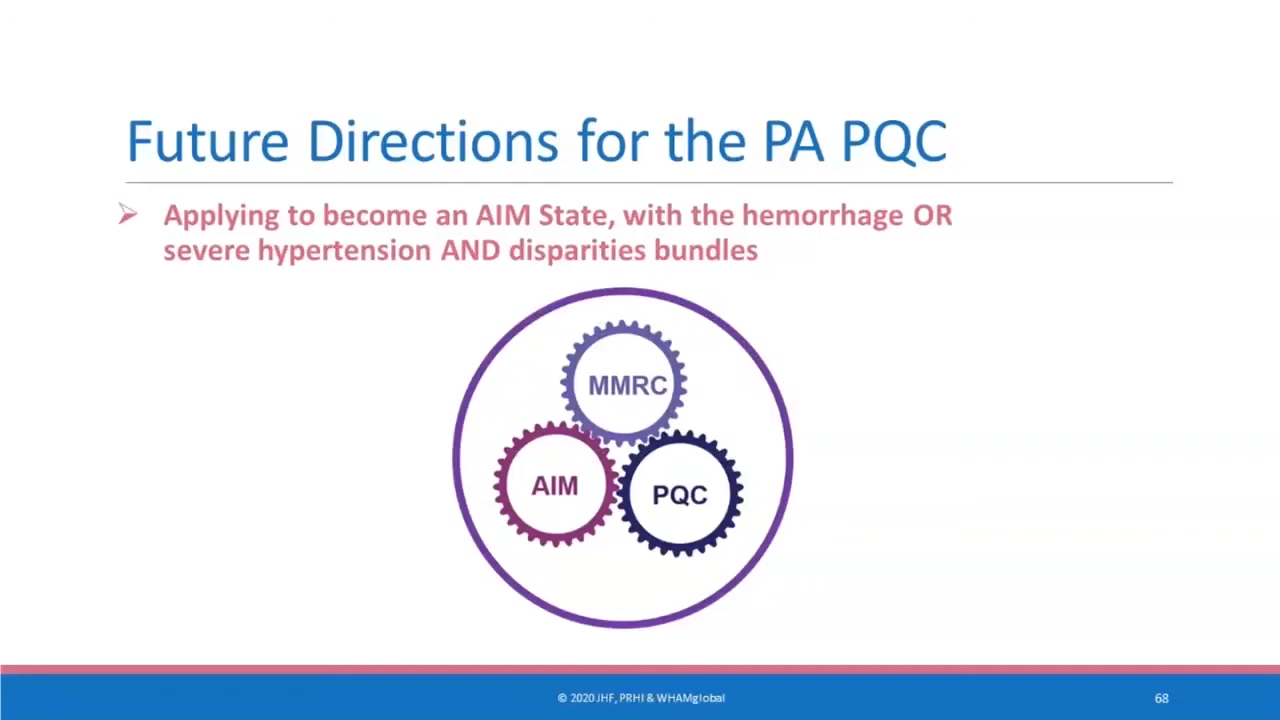 Future Directions for the PA PQC
Applying to become an AIM State, with the hemorrhage OR
severe hypertension AND disparities bundles
MMRC
AIM
PQC
© 2020 JHF, PRHI & WHAMglobal
68